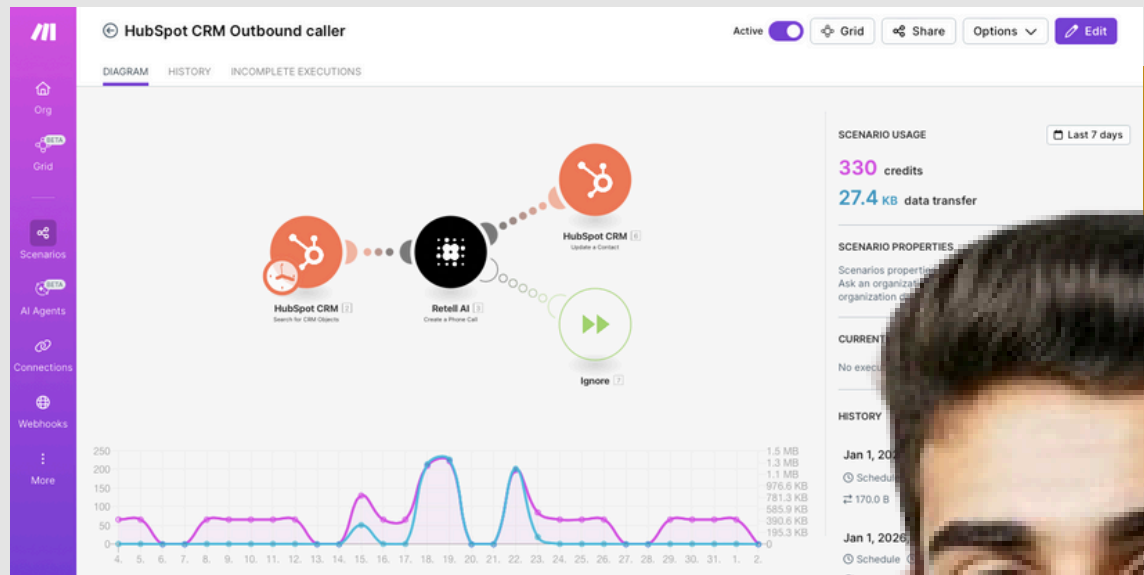 HubSpot CRM Outbound caller
Active
Grid
Share
Options
Edit
DIAGRAM
HISTORY
INCOMPLETE EXECUTIONS
Org
BETA
Grid
Scenarios
BETA
AI Agents
Connections
Webhooks
More
HubSpot CRM 2
Search for CRM Objects
Retell AI 3
Create a Phone Call
HubSpot CRM 6
Update a Contact
Ignore 7
SCENARIO USAGE
Last 7 days
330 credits
27.4 KB data transfer
SCENARIO PROPERTIES
Scenarios
Ask an
organization
CURRENT
No
HISTORY
Jan 1,
170.0 B
Jan 1, 2026
Schedule
250
200
150
100
50
0
1.5 MB
1.3 MB
1.1 MB
976.6 KB
781.3 KB
585.9 KB
390.6 KB
195.3 KB
0
4. 5. 6. 7. 8. 9. 10. 11. 12. 13. 14. 15. 16. 17. 18. 19. 20. 21. 22. 23. 24. 25. 26. 27. 28. 29. 30. 31. 1. 2.